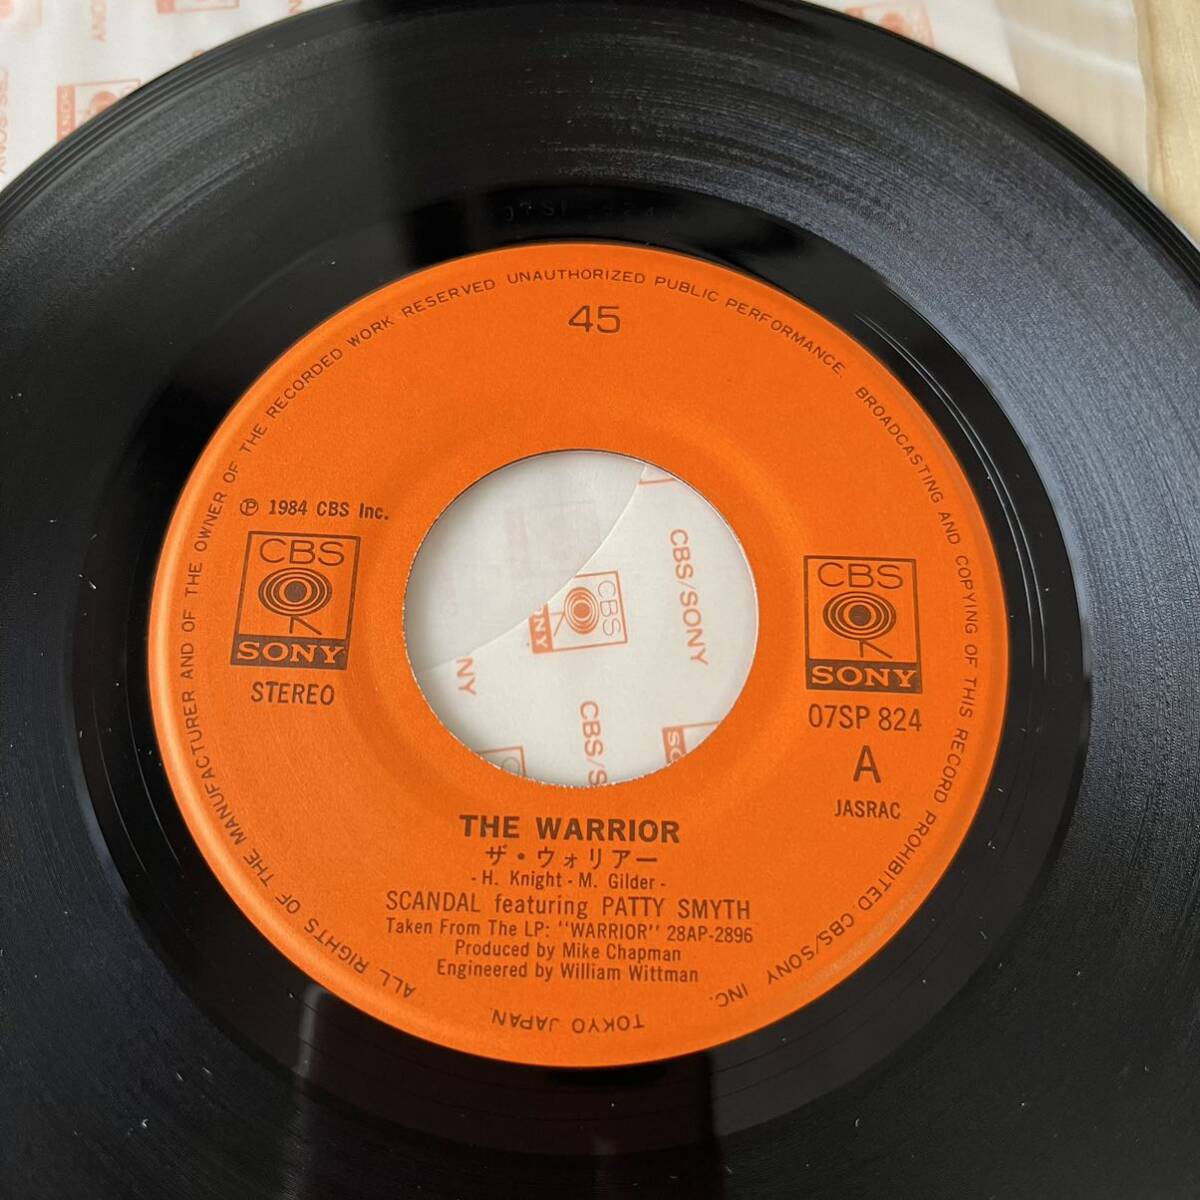 45
ALL RIGHTS OF THE MANUFACTURER AND OF THE OWNER OF THE RECORDED WORK RESERVED UNAUTHORIZED PUBLIC PERFORMANCE BROADCASTING AND COPYING OF THIS RECORD PROHIBITED CBS/SONY INC.
TOKYO JAPAN.
℗ 1984 CBS Inc.
CBS
SONY
STEREO
CBS
SONY
07SP 824
A
JASRAC
THE WARRIOR
ザ・ウォリアー
- H. Knight - M. Gilder -
SCANDAL featuring PATTY SMYTH
Taken From The LP: "WARRIOR" 28AP-2896
Produced by Mike Chapman
Engineered by William Wittman
CBS/SONY
CBS
SONY
CBS/S